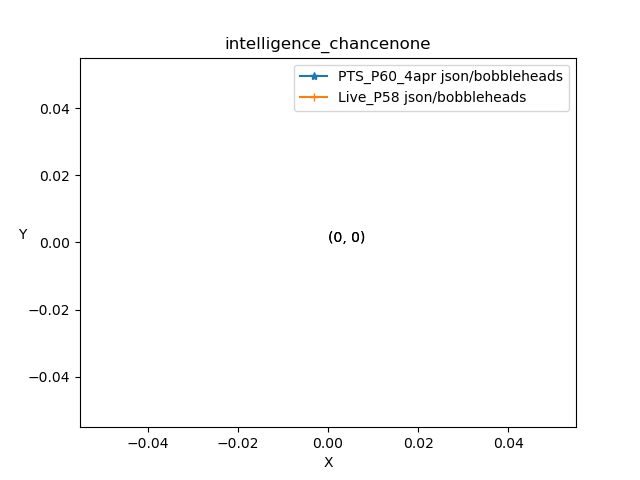 intelligence_chancenone
PTS_P60_4apr json/bobbleheads
Live_P58 json/bobbleheads
0.04
0.02
Y
0.00
(0, 0)
−0.02
−0.04
−0.04 −0.02 0.00 0.02 0.04
X